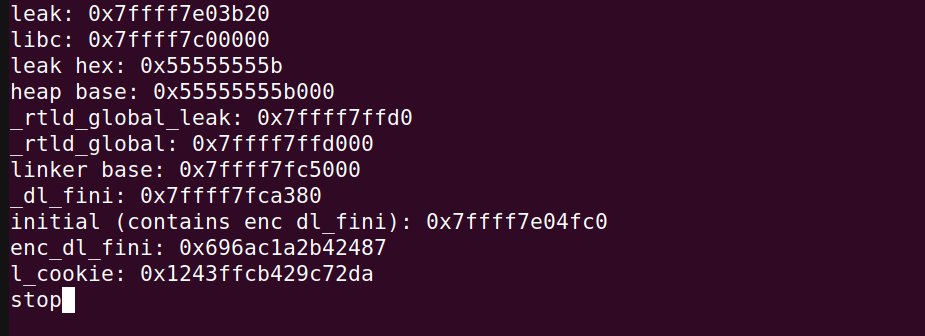 leak: 0x7ffff7e03b20
libc: 0x7ffff7c00000
leak hex: 0x55555555b
heap base: 0x55555555b000
_rtld_global_leak: 0x7ffff7ffd0
_rtld_global: 0x7ffff7ffd000
linker base: 0x7ffff7fc5000
_dl_fini: 0x7ffff7fca380
initial (contains enc dl_fini): 0x7ffff7e04fc0
enc_dl_fini: 0x696ac1a2b42487
l_cookie: 0x1243ffcb429c72da
stop